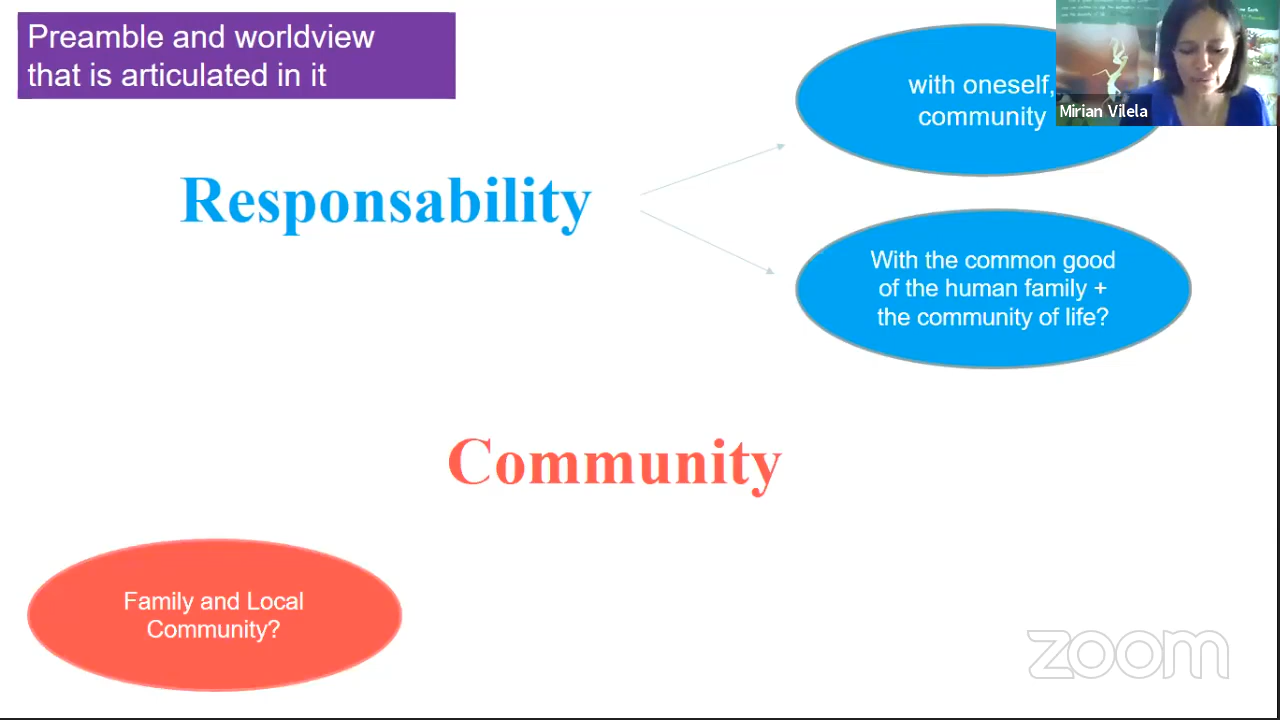 Preamble and worldview
that is articulated in it
with oneself,
community
Mirian Vilela
Responsability
With the common good
of the human family +
the community of life?
Community
Family and Local
Community?
zoom